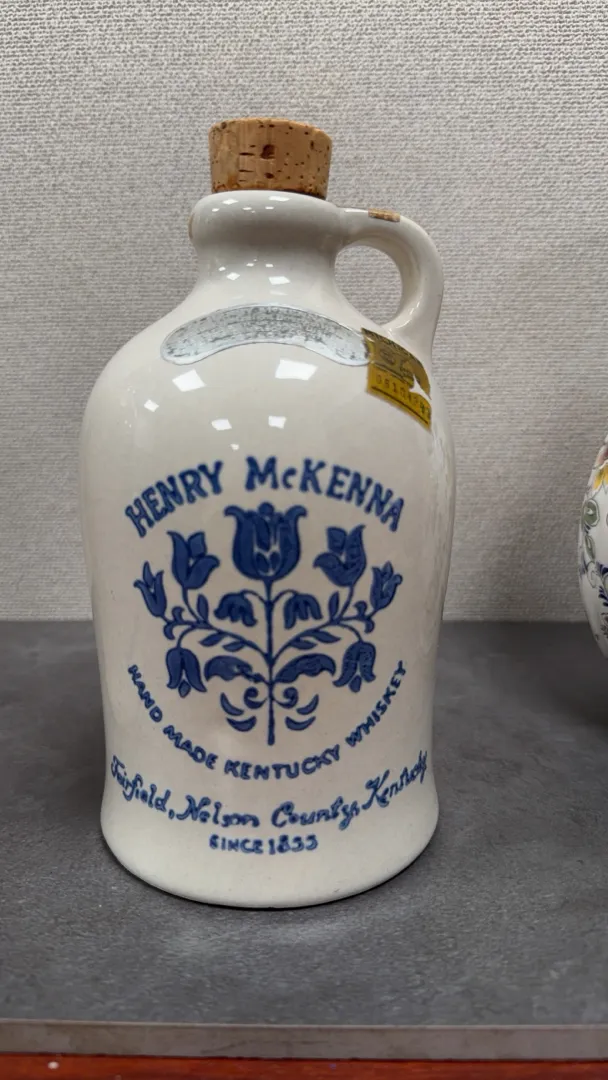 HENRY McKENNA
HAND MADE KENTUCKY WHISKEY
Fairfield, Nelson County, Kentucky
SINCE 1855